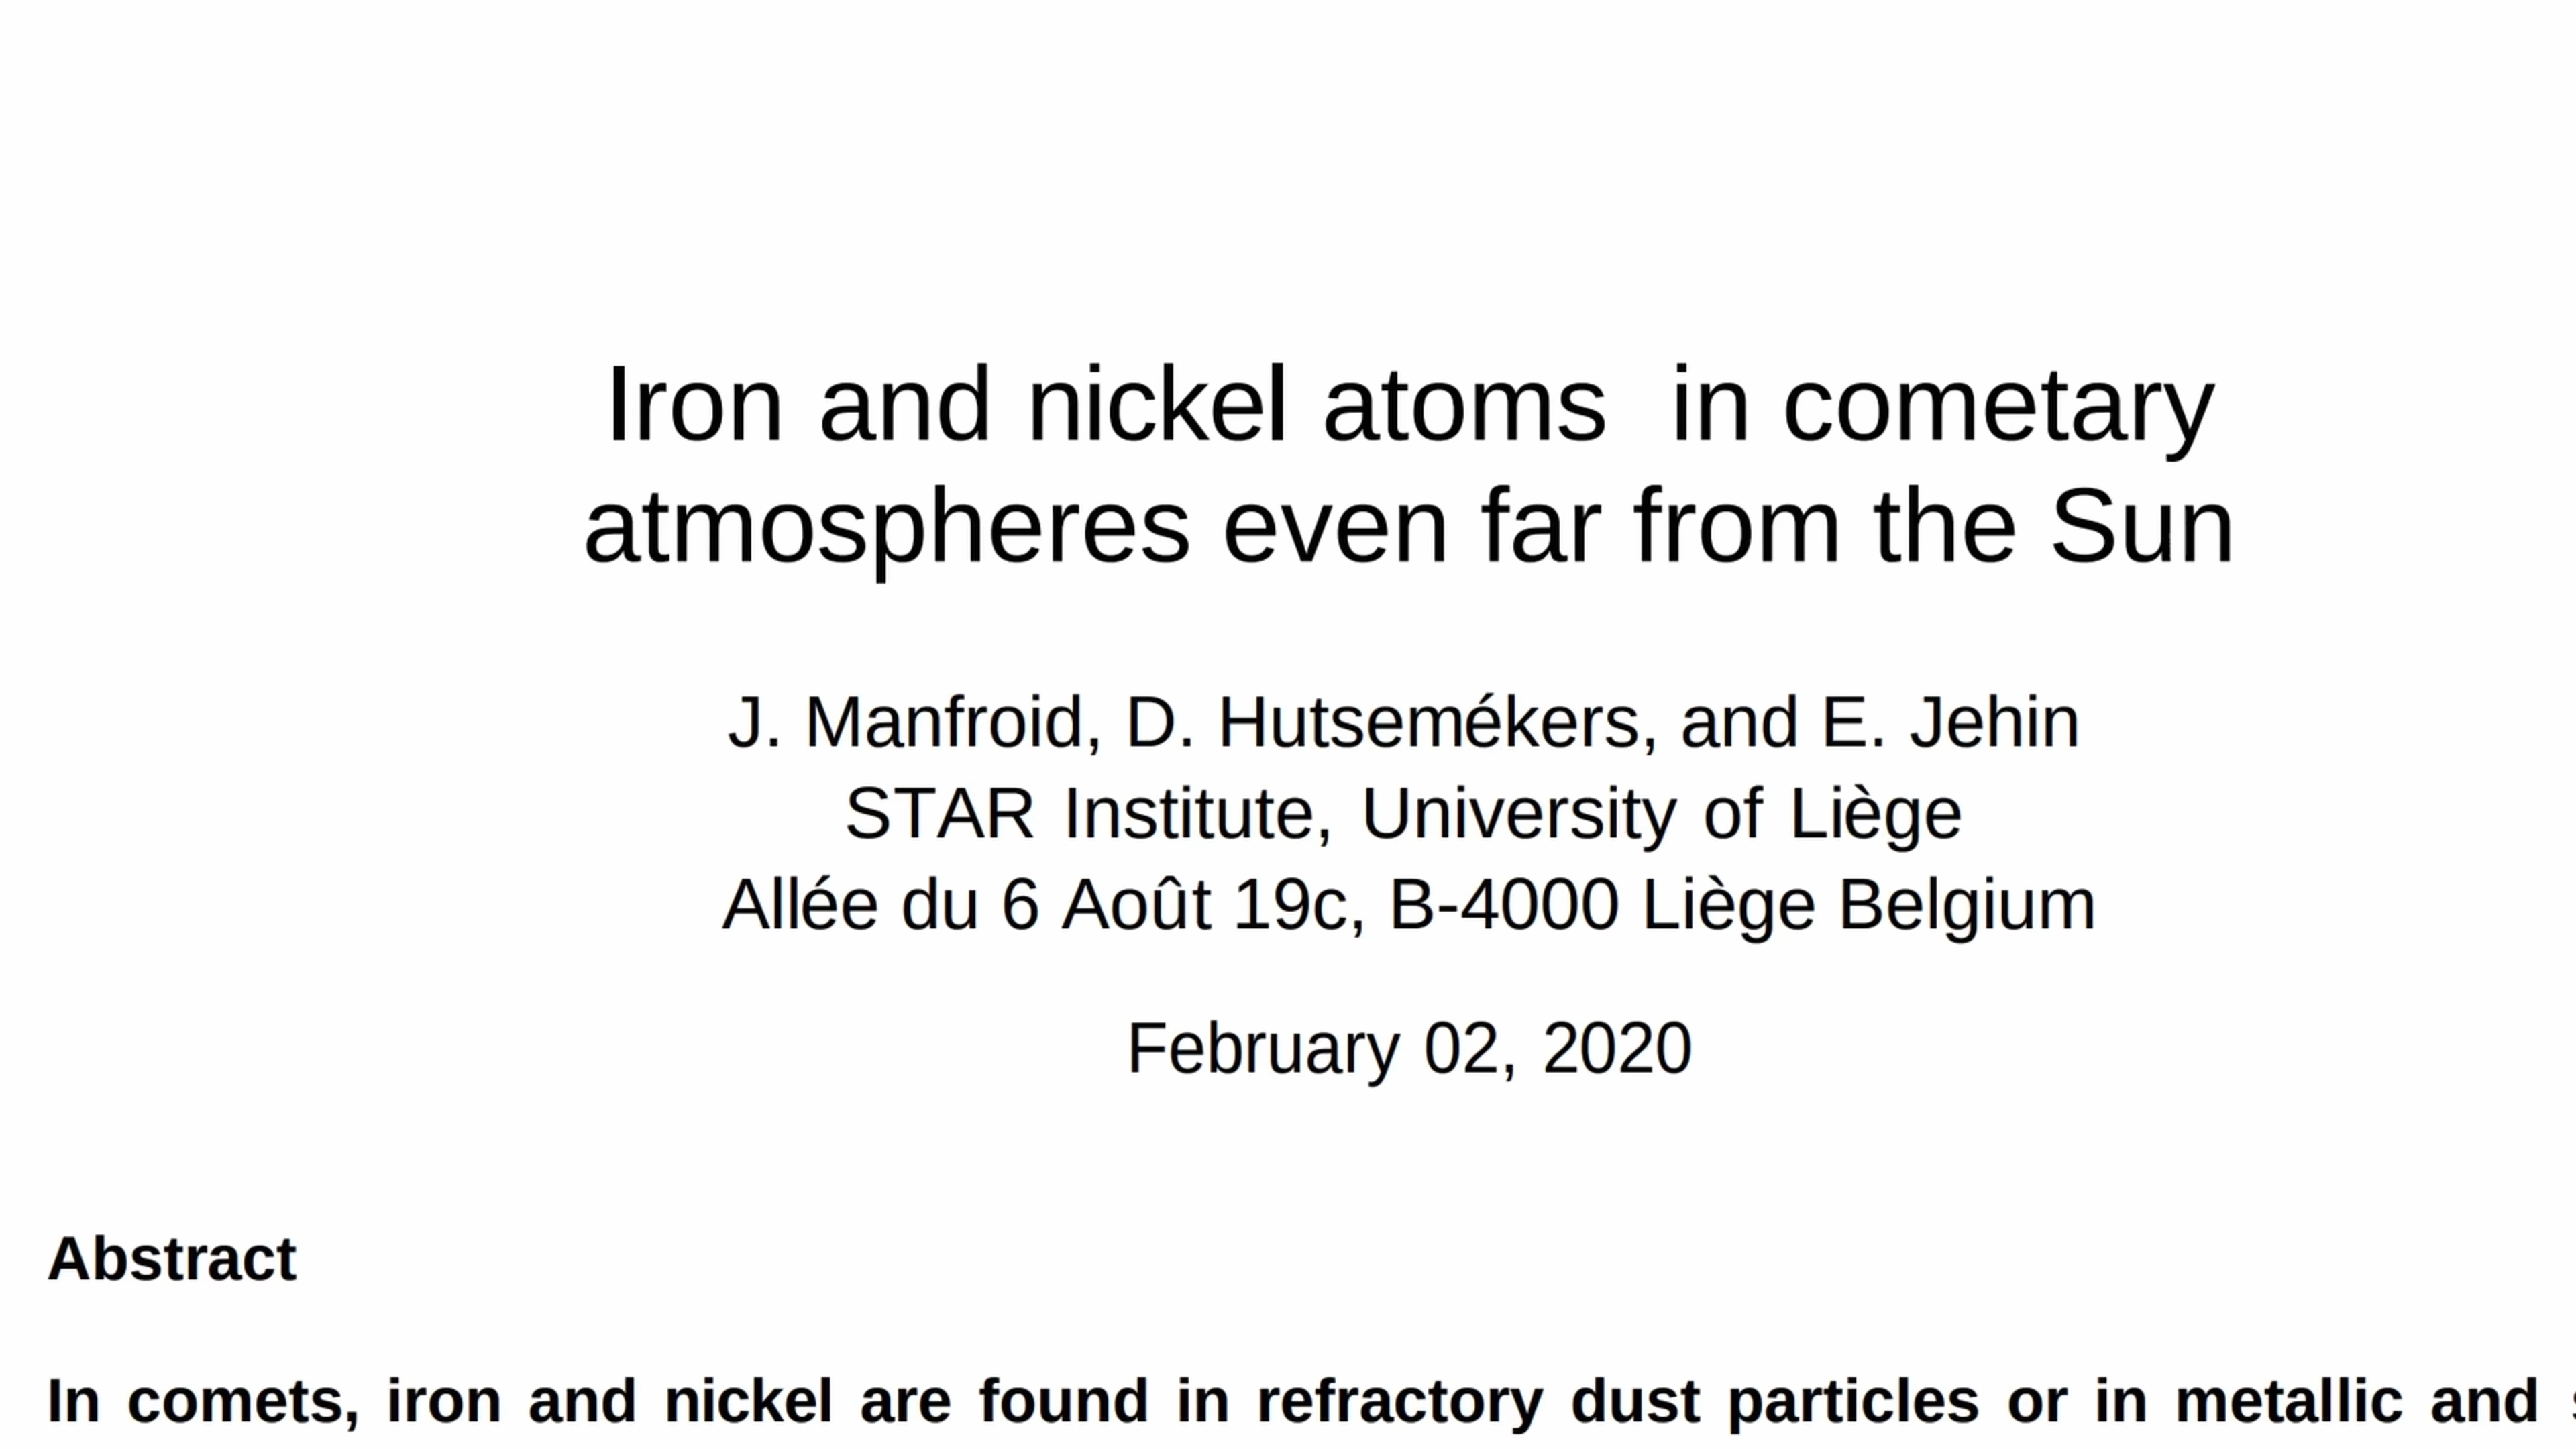 Iron and nickel atoms in cometary
atmospheres even far from the Sun
J. Manfroid, D. Hutsemékers, and E. Jehin
STAR Institute, University of Liège
Allée du 6 Août 19c, B-4000 Liège Belgium
February 02, 2020
Abstract
In comets, iron and nickel are found in refractory dust particles or in metallic and